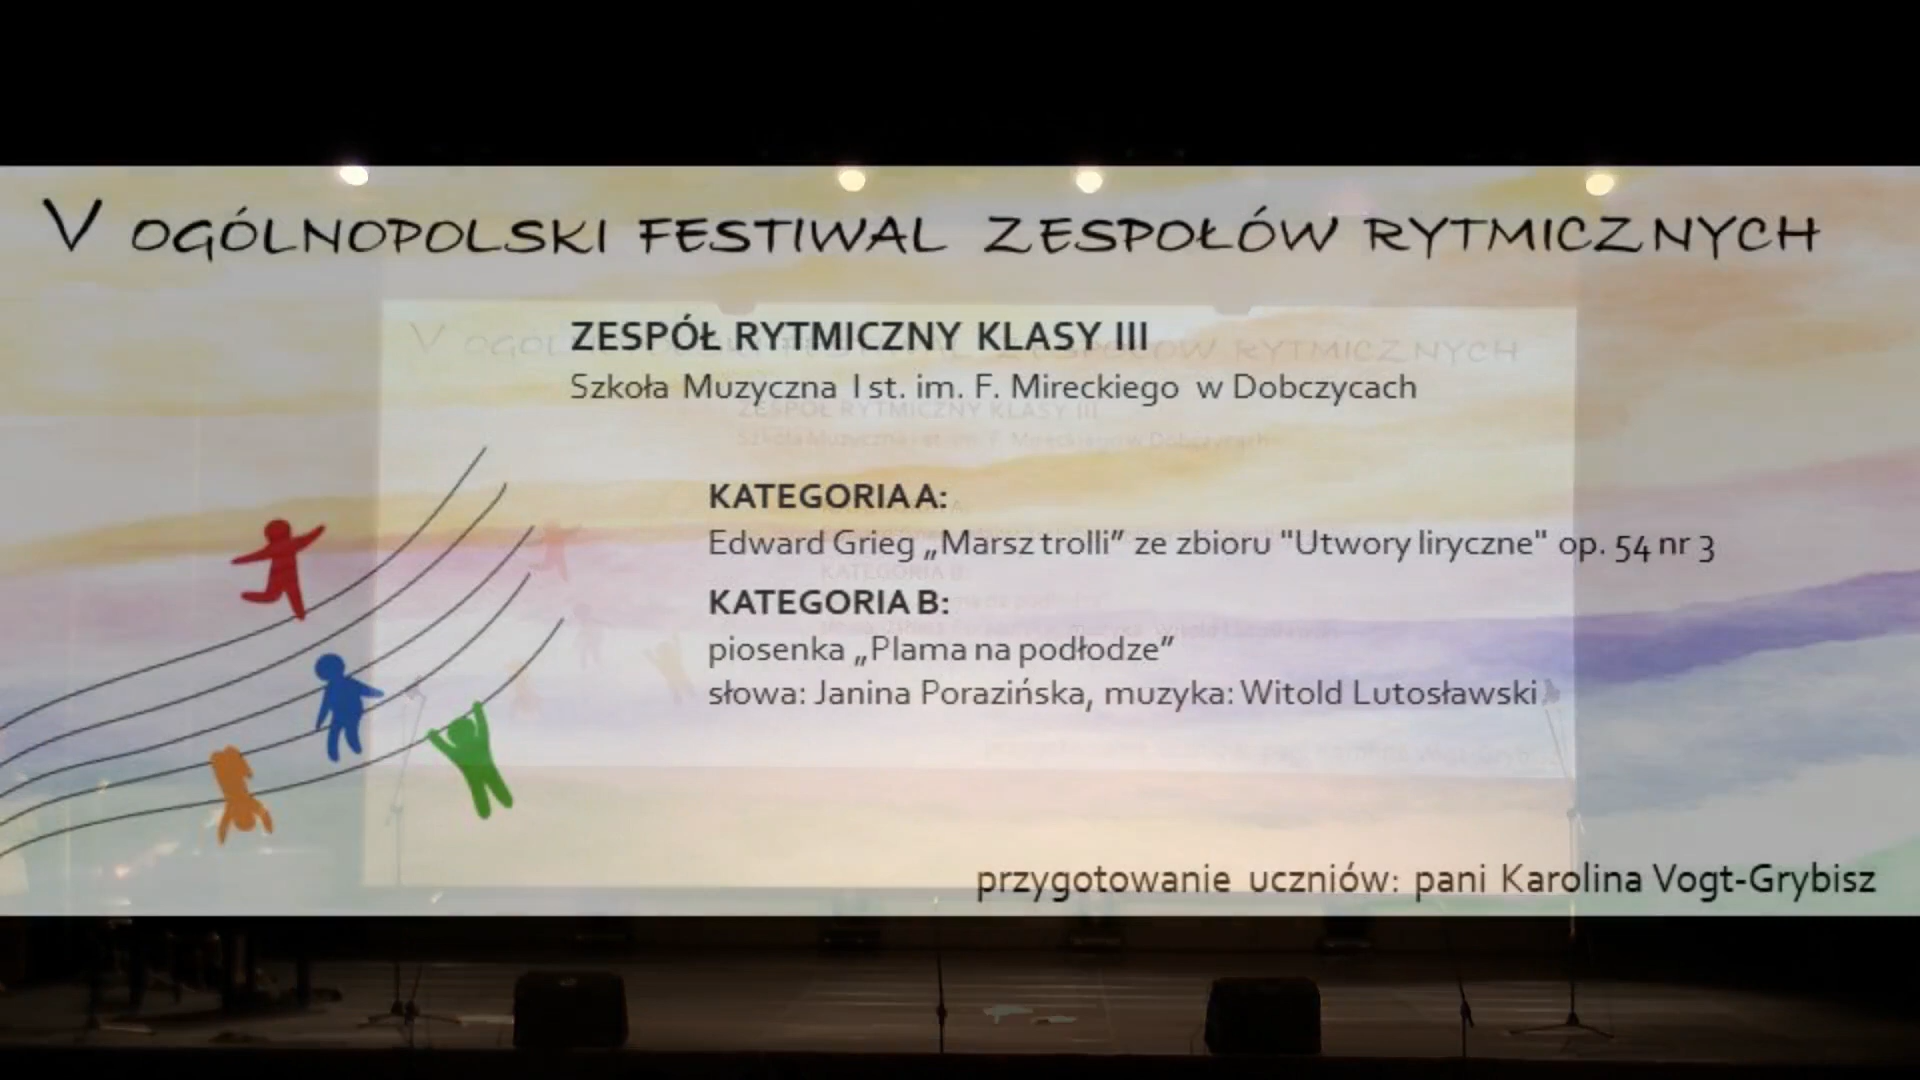 V OGÓLNOPOLSKI FESTIWAL ZESPOŁÓW RYTMICZNYCH
ZESPÓŁ RYTMICZNY KLASY III
Szkoła Muzyczna I st. im. F. Mireckiego w Dobczycach
KATEGORIA A:
Edward Grieg „Marsz trolli” ze zbioru "Utwory liryczne" op. 54 nr 3
KATEGORIA B:
piosenka „Plama na podłodze”
słowa: Janina Porazińska, muzyka: Witold Lutosławski
przygotowanie uczniów: pani Karolina Vogt-Grybisz